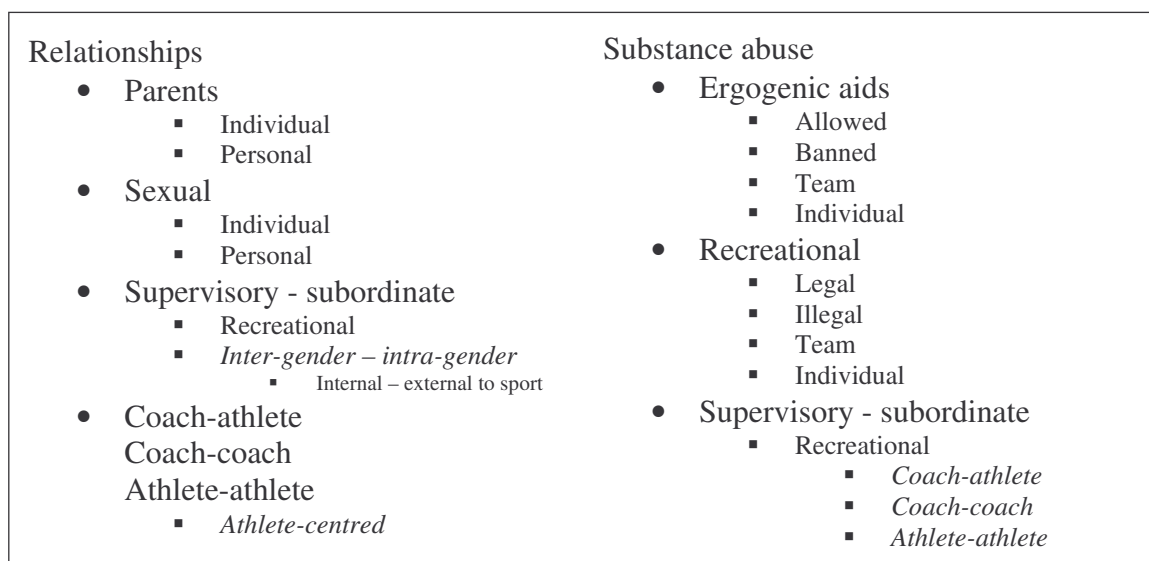 Relationships
• Parents
▪ Individual
▪ Personal
• Sexual
▪ Individual
▪ Personal
• Supervisory - subordinate
▪ Recreational
▪ Inter-gender – intra-gender
▪ Internal – external to sport
• Coach-athlete
Coach-coach
Athlete-athlete
▪ Athlete-centred
Substance abuse
• Ergogenic aids
▪ Allowed
▪ Banned
▪ Team
▪ Individual
• Recreational
▪ Legal
▪ Illegal
▪ Team
▪ Individual
• Supervisory - subordinate
▪ Recreational
▪ Coach-athlete
▪ Coach-coach
▪ Athlete-athlete